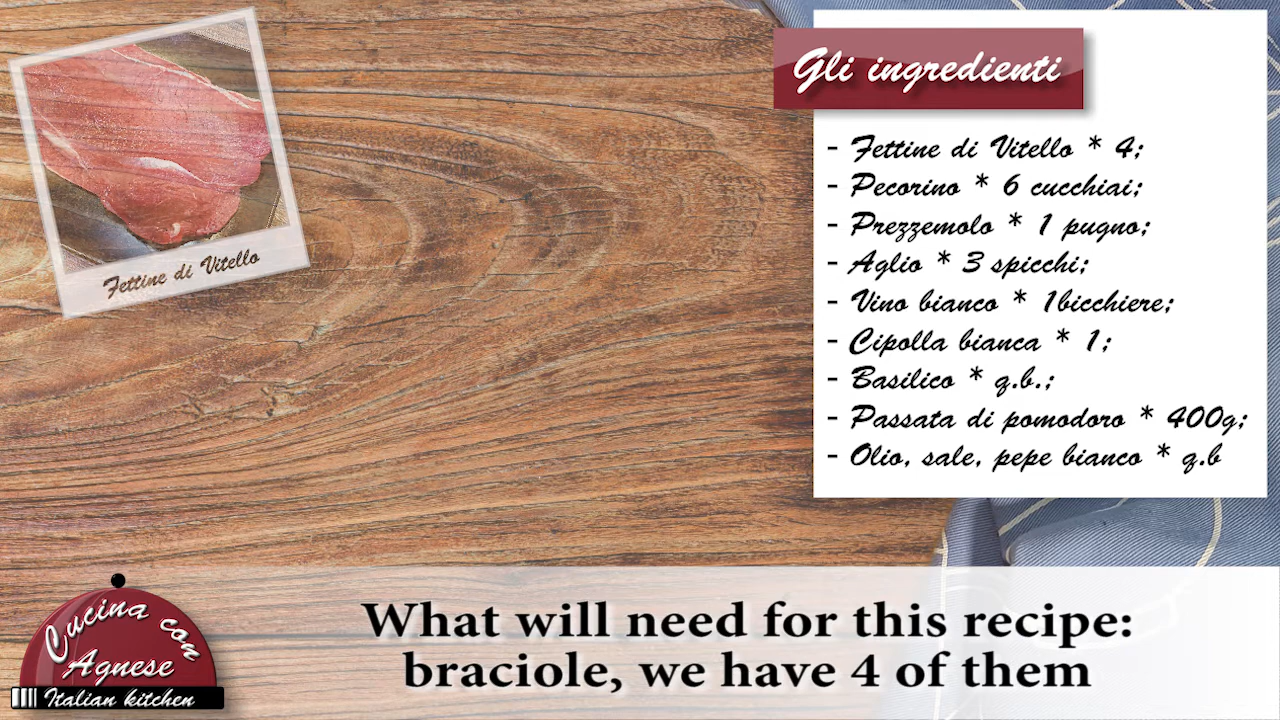 Gli ingredienti
- Fettine di Vitello * 4;
- Pecorino * 6 cucchiai;
- Prezzemolo * 1 pugno;
- Aglio * 3 spicchi;
- Vino bianco * 1bicchiere;
- Cipolla bianca * 1;
- Basilico * q.b.;
- Passata di pomodoro * 400g;
- Olio, sale, pepe bianco * q.b
Fettine di Vitello
What will need for this recipe:
braciole, we have 4 of them
Cucina con
Agnese
Italian kitchen